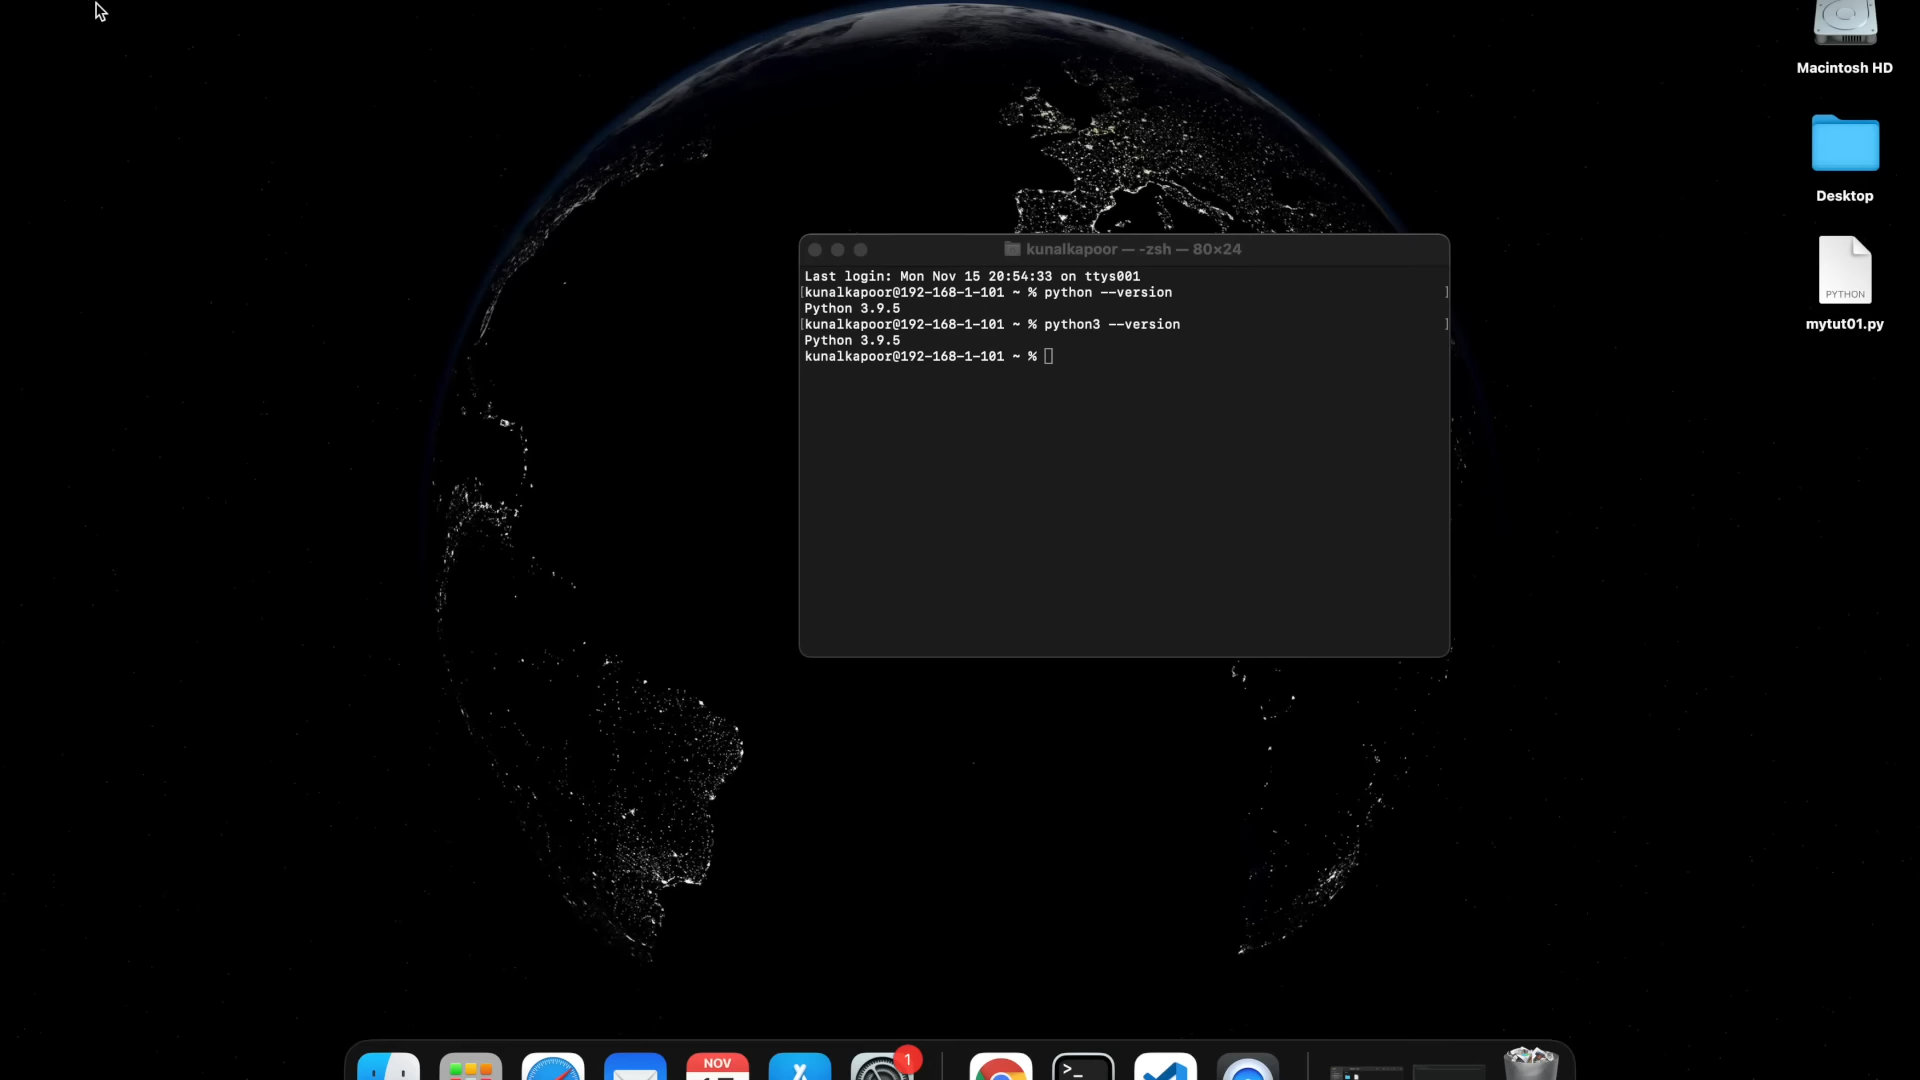 Macintosh HD
Desktop
PYTHON
mytut01.py
kunalkapoor — -zsh — 80×24
Last login: Mon Nov 15 20:54:33 on ttys001
[kunalkapoor@192-168-1-101 ~ % python --version ]
Python 3.9.5
[kunalkapoor@192-168-1-101 ~ % python3 --version ]
Python 3.9.5
kunalkapoor@192-168-1-101 ~ %
NOV
1
>_